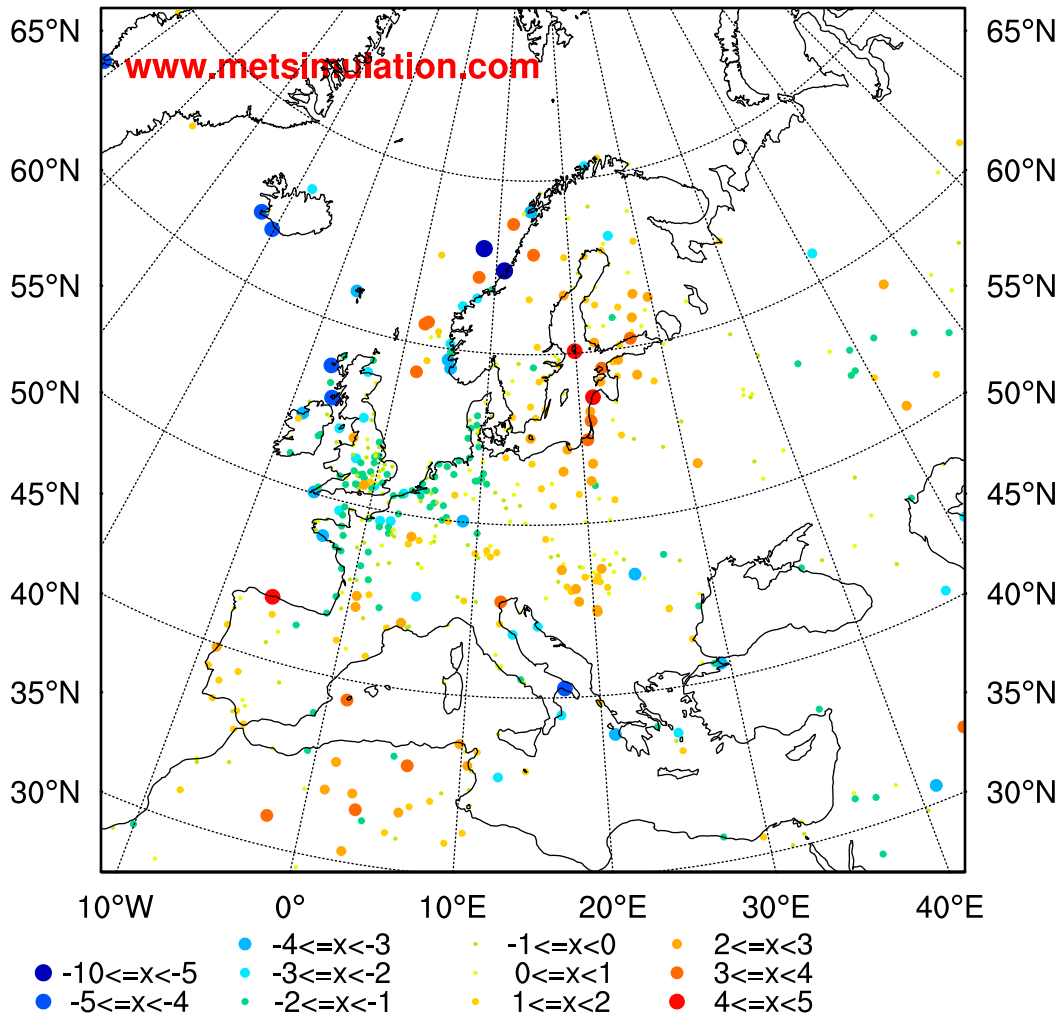 65°N 65°N
www.metsimulation.com
60°N 60°N
55°N 55°N
50°N 50°N
45°N 45°N
40°N 40°N
35°N 35°N
30°N 30°N
10°W 0° 10°E 20°E 30°E 40°E
-4<=x<-3 -1<=x<0 2<=x<3
-10<=x<-5 -3<=x<-2 0<=x<1 3<=x<4
-5<=x<-4 -2<=x<-1 1<=x<2 4<=x<5